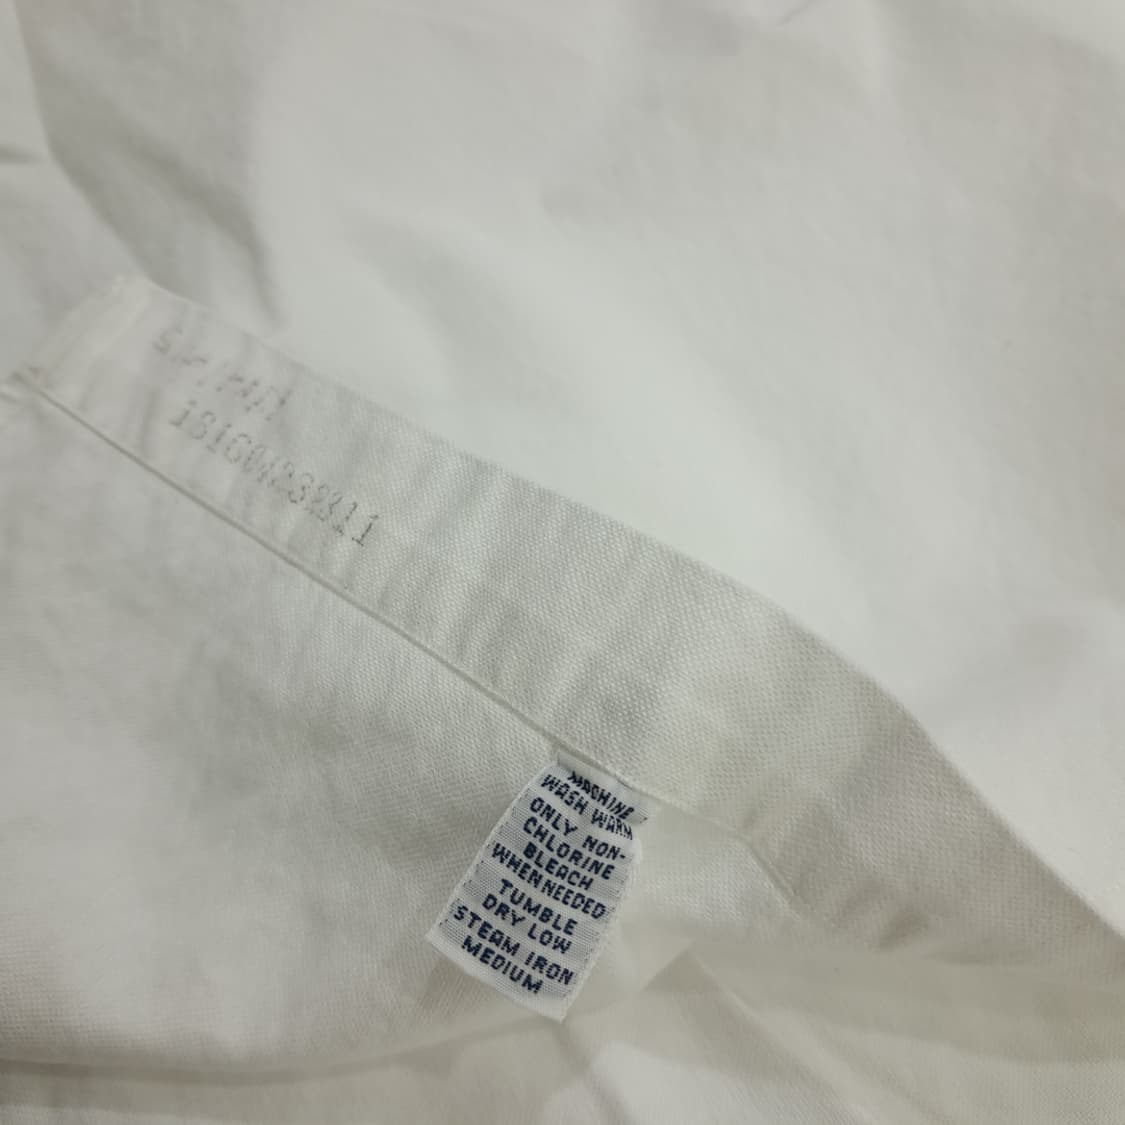 MACHINE
WASH WARM
ONLY NON-
CHLORINE
BLEACH
WHEN NEEDED
TUMBLE
DRY LOW
STEAM IRON
MEDIUM